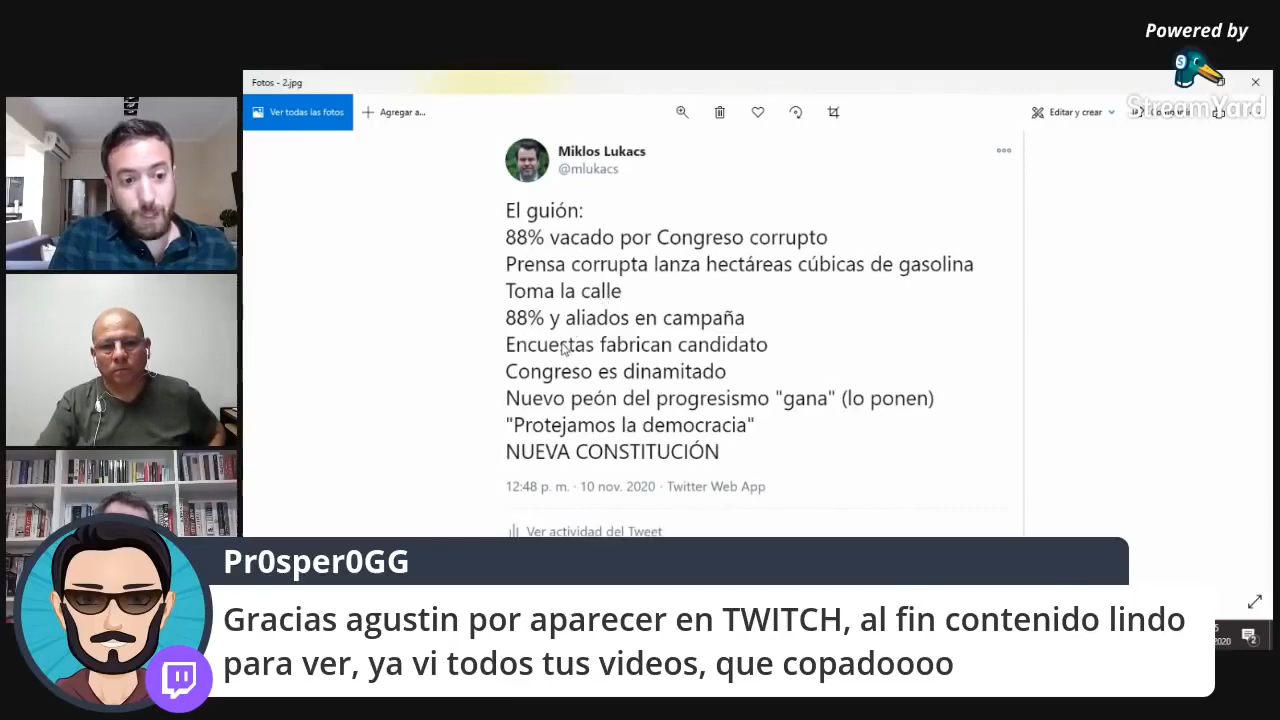 Powered by
StreamYard
Fotos - 2.jpg
Ver todas las fotos
Agregar a...
Editar y crear
Miklos Lukacs
@mlukacs
El guión:
88% vacado por Congreso corrupto
Prensa corrupta lanza hectáreas cúbicas de gasolina
Toma la calle
88% y aliados en campaña
Encuestas fabrican candidato
Congreso es dinamitado
Nuevo peón del progresismo "gana" (lo ponen)
"Protejamos la democracia"
NUEVA CONSTITUCIÓN
12:48 p. m. · 10 nov. 2020 · Twitter Web App
Ver actividad del Tweet
Pr0sper0GG
Gracias agustin por aparecer en TWITCH, al fin contenido lindo
para ver, ya vi todos tus videos, que copadoooo
2020